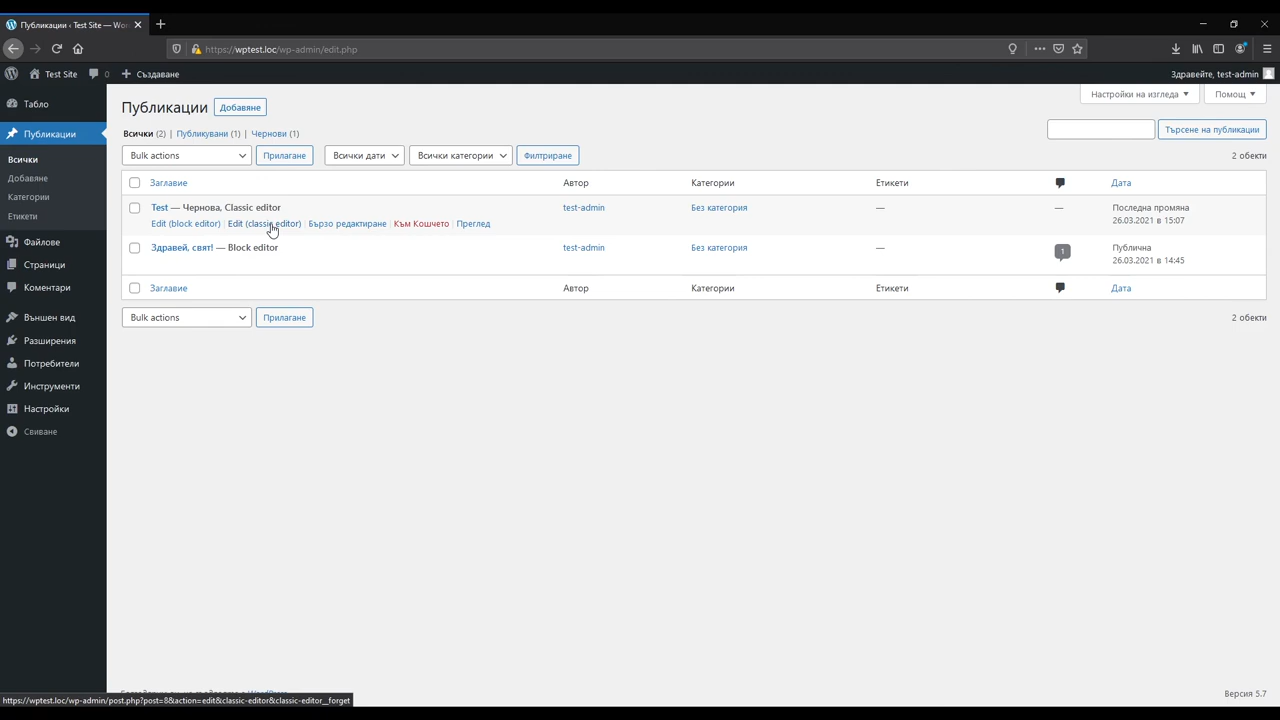 Публикации ‹ Test Site — Wo
https://wptest.loc/wp-admin/edit.php
Test Site 0 Създаване Здравейте, test-admin
Табло
Публикации
Всички
Добавяне
Категории
Етикети
Файлове
Страници
Коментари
Външен вид
Разширения
Потребители
Инструменти
Настройки
Свиване
Настройки на изгледа Помощ
Публикации Добавяне
Всички (2) | Публикувани (1) | Чернови (1)
Търсене на публикации
Bulk actions Прилагане Всички дати Всички категории Филтриране 2 обекти
Заглавие Автор Категории Етикети Дата
Test — Чернова, Classic editor test-admin Без категория — — Последна промяна
26.03.2021 в 15:07
Edit (block editor) | Edit (classic editor) | Бързо редактиране | Към Кошчето | Преглед
Здравей, свят! — Block editor test-admin Без категория — 1 Публична
26.03.2021 в 14:45
Заглавие Автор Категории Етикети Дата
Bulk actions Прилагане 2 обекти
Версия 5.7
https://wptest.loc/wp-admin/post.php?post=8&action=edit&classic-editor&classic-editor__forget